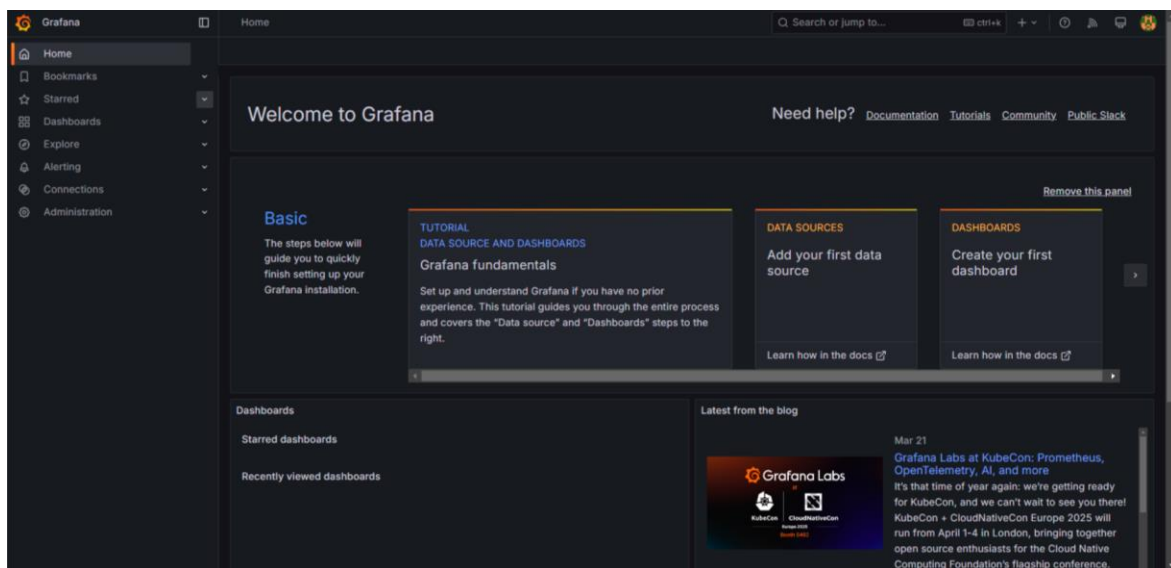 Grafana
Home
Search or jump to...
ctrl+k
Home
Bookmarks
Starred
Dashboards
Explore
Alerting
Connections
Administration
Welcome to Grafana
Need help? Documentation Tutorials Community Public Slack
Remove this panel
Basic
The steps below will
guide you to quickly
finish setting up your
Grafana installation.
TUTORIAL
DATA SOURCE AND DASHBOARDS
Grafana fundamentals
Set up and understand Grafana if you have no prior
experience. This tutorial guides you through the entire process
and covers the "Data source" and "Dashboards" steps to the
right.
DATA SOURCES
Add your first data
source
Learn how in the docs
DASHBOARDS
Create your first
dashboard
Learn how in the docs
Dashboards
Starred dashboards
Recently viewed dashboards
Latest from the blog
Grafana Labs
at
KubeCon
CloudNativeCon
Europe 2025
Mar 21
Grafana Labs at KubeCon: Prometheus,
OpenTelemetry, AI, and more
It's that time of year again: we're getting ready
for KubeCon, and we can't wait to see you there!
KubeCon + CloudNativeCon Europe 2025 will
run from April 1-4 in London, bringing together
open source enthusiasts for the Cloud Native
Computing Foundation's flagship conference.